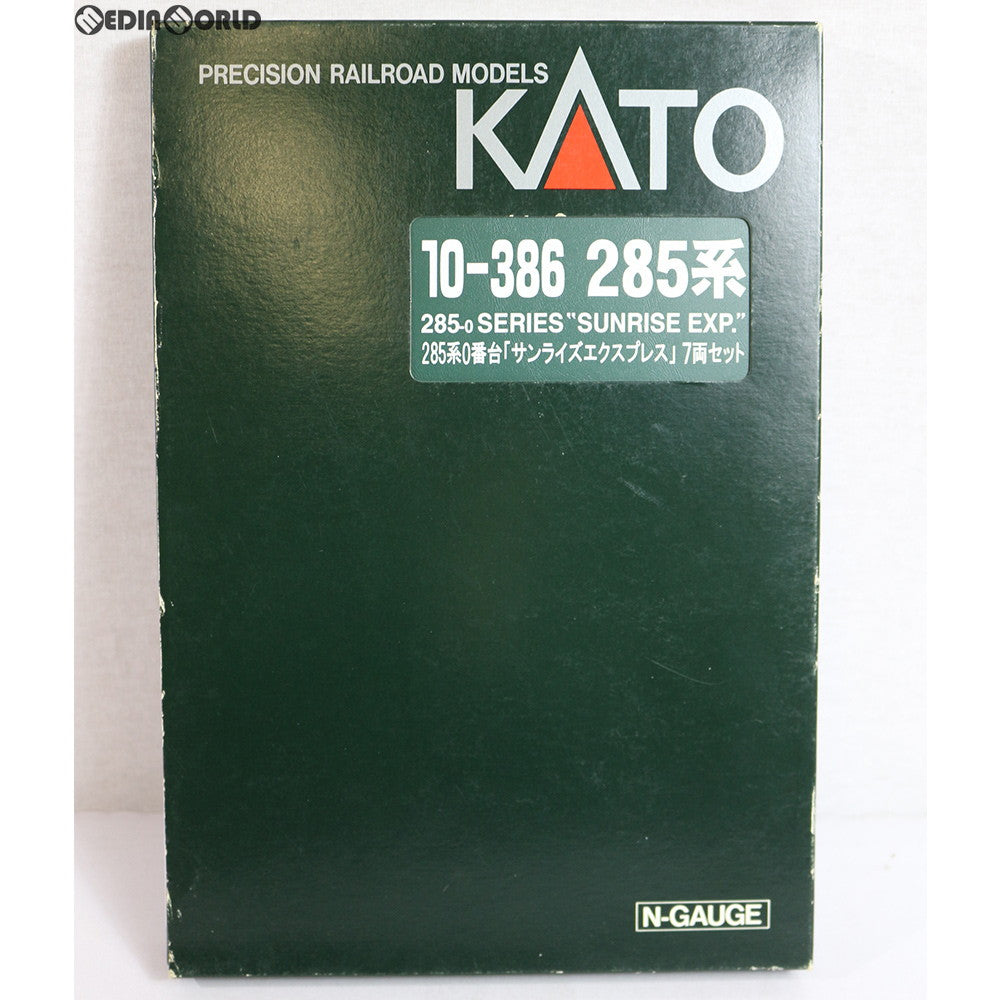 MEDIAWORLD
PRECISION RAILROAD MODELS
KATO
10-386 285系
285-0 SERIES "SUNRISE EXP."
285系0番台「サンライズエクスプレス」7両セット
N-GAUGE